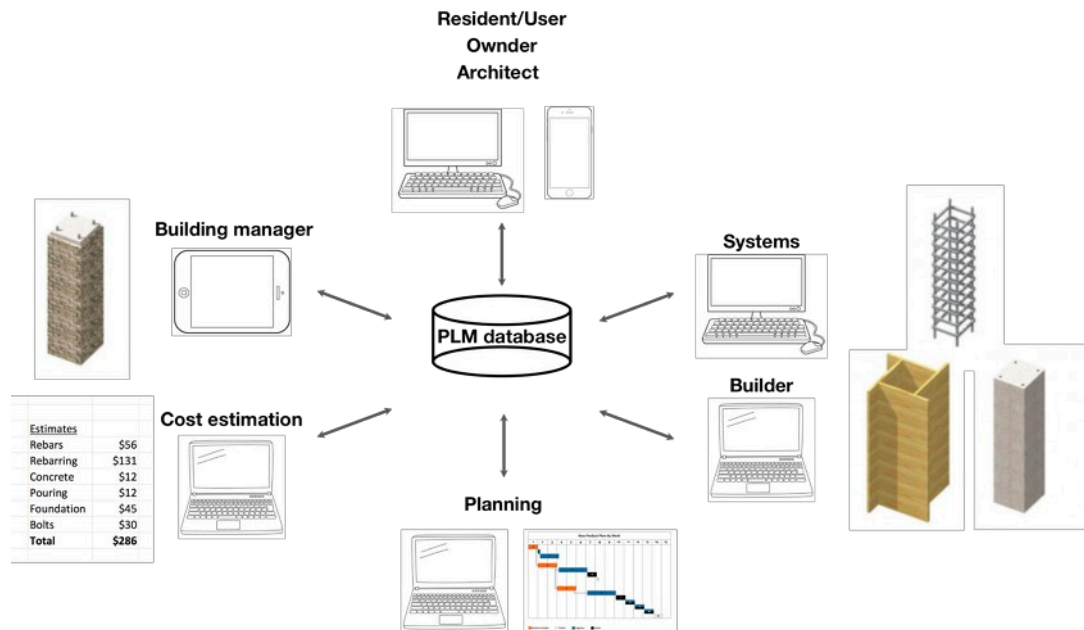 Resident/User
Ownder
Architect
Building manager
Systems
PLM database
Builder
Cost estimation
Estimates
Rebars $56
Rebarring $131
Concrete $12
Pouring $12
Foundation $45
Bolts $30
Total $286
Planning